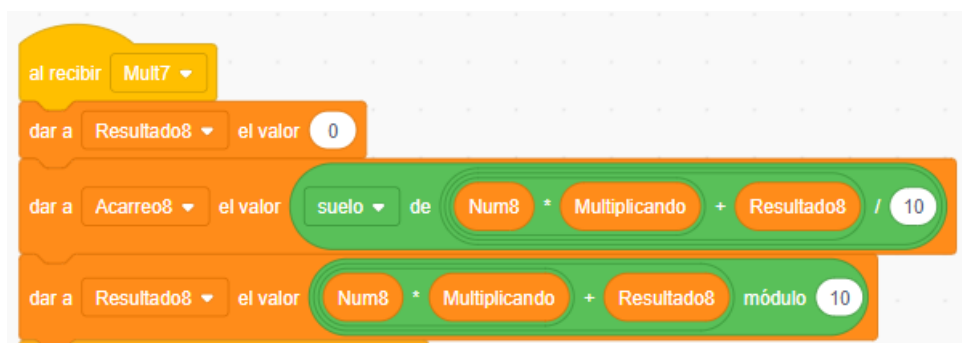 al recibir Mult7
dar a Resultado8 el valor 0
dar a Acarreo8 el valor suelo de Num8 * Multiplicando + Resultado8 / 10
dar a Resultado8 el valor Num8 * Multiplicando + Resultado8 módulo 10